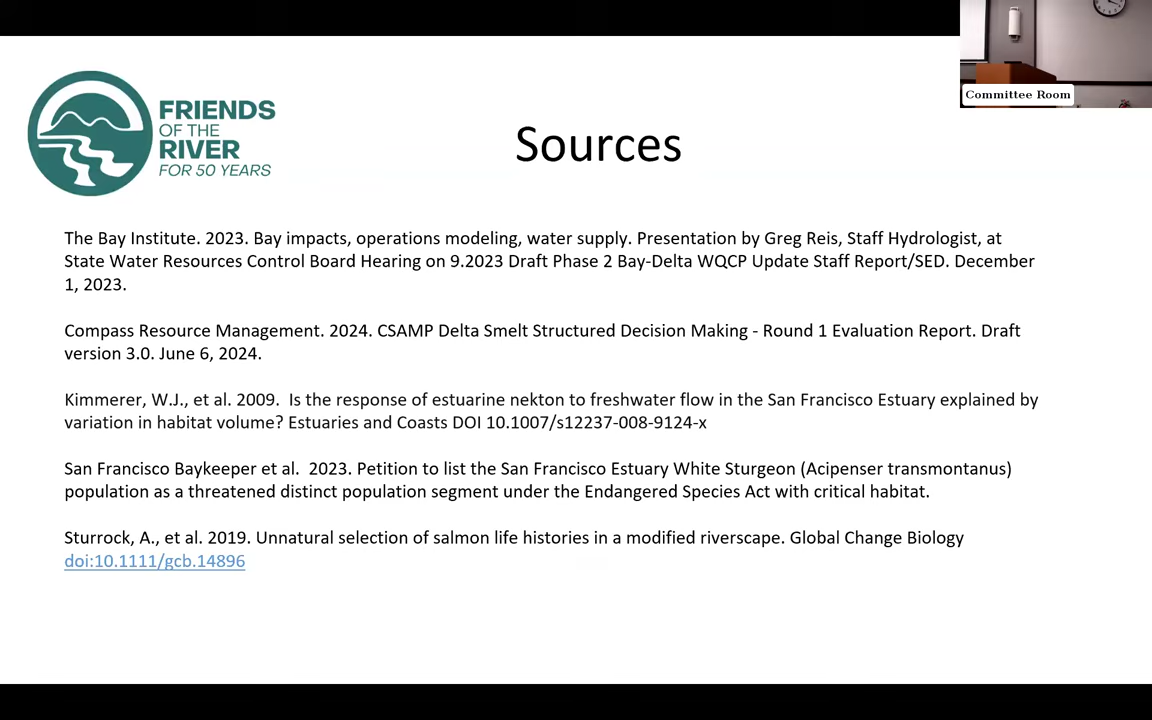 Committee Room
FRIENDS
OF THE
RIVER
FOR 50 YEARS
Sources
The Bay Institute. 2023. Bay impacts, operations modeling, water supply. Presentation by Greg Reis, Staff Hydrologist, at
State Water Resources Control Board Hearing on 9.2023 Draft Phase 2 Bay-Delta WQCP Update Staff Report/SED. December
1, 2023.
Compass Resource Management. 2024. CSAMP Delta Smelt Structured Decision Making - Round 1 Evaluation Report. Draft
version 3.0. June 6, 2024.
Kimmerer, W.J., et al. 2009.  Is the response of estuarine nekton to freshwater flow in the San Francisco Estuary explained by
variation in habitat volume? Estuaries and Coasts DOI 10.1007/s12237-008-9124-x
San Francisco Baykeeper et al.  2023. Petition to list the San Francisco Estuary White Sturgeon (Acipenser transmontanus)
population as a threatened distinct population segment under the Endangered Species Act with critical habitat.
Sturrock, A., et al. 2019. Unnatural selection of salmon life histories in a modified riverscape. Global Change Biology
doi:10.1111/gcb.14896